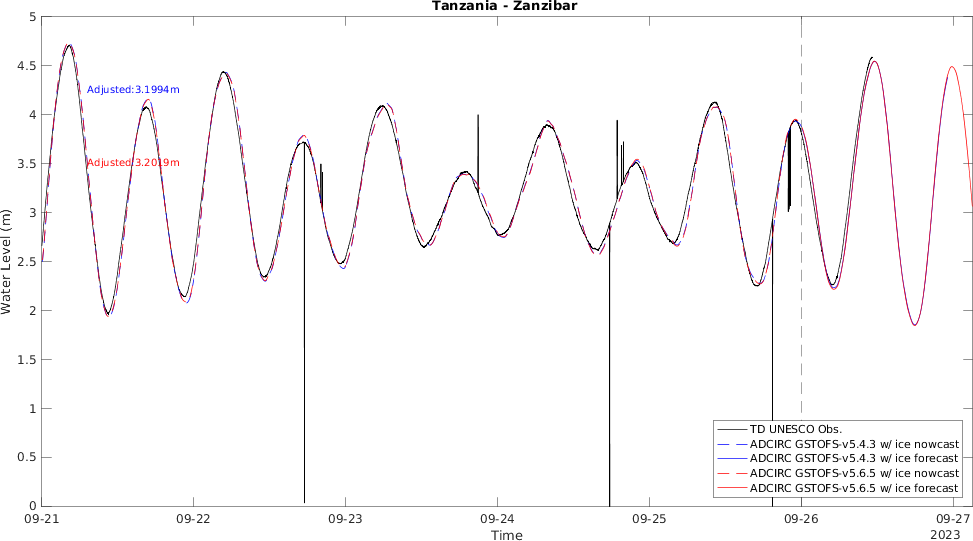 Tanzania - Zanzibar
5
4.5
4
3.5
3
2.5
2
1.5
1
0.5
0
Water Level (m)
Adjusted:3.1994m
Adjusted:3.2019m
TD UNESCO Obs.
ADCIRC GSTOFS-v5.4.3 w/ ice nowcast
ADCIRC GSTOFS-v5.4.3 w/ ice forecast
ADCIRC GSTOFS-v5.6.5 w/ ice nowcast
ADCIRC GSTOFS-v5.6.5 w/ ice forecast
09-21 09-22 09-23 09-24 09-25 09-26 09-27
Time
2023